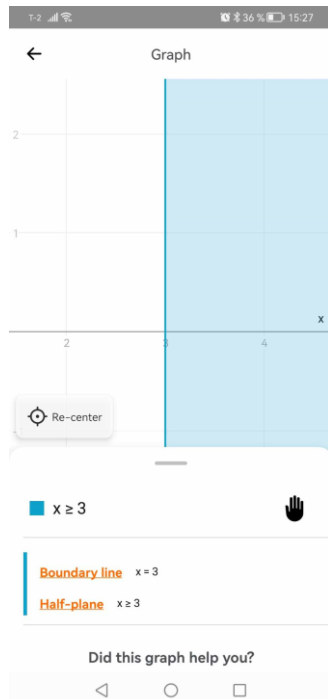 T-2 36 % 15:27
Graph
2
1
x
2 3 4
Re-center
x ≥ 3
Boundary line x = 3
Half-plane x ≥ 3
Did this graph help you?